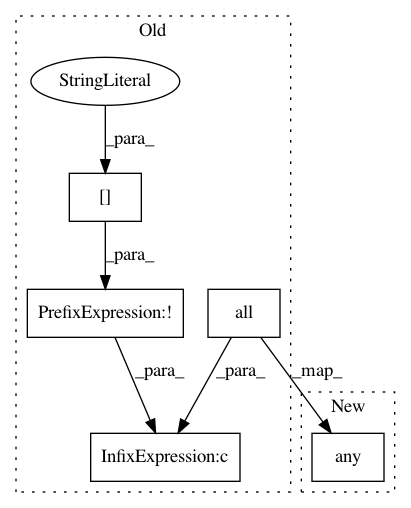 Old
StringLiteral
_para_
[]
_para_
PrefixExpression:!
all
_para_
_para_
_map_
New
InfixExpression:c
any